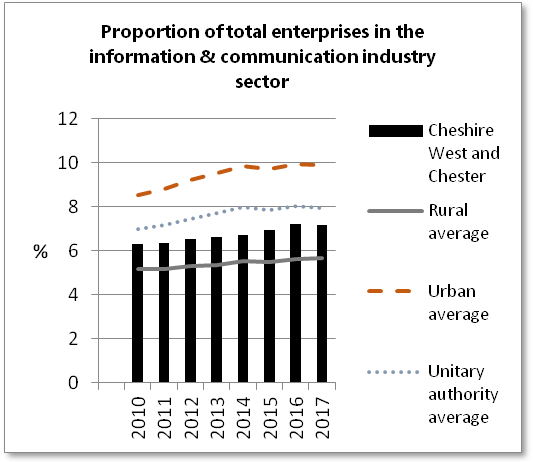 Proportion of total enterprises in the
information & communication industry
sector
12
10
8
6
4
2
0
%
2010
2011
2012
2013
2014
2015
2016
2017
Cheshire
West and
Chester
Rural
average
Urban
average
Unitary
authority
average